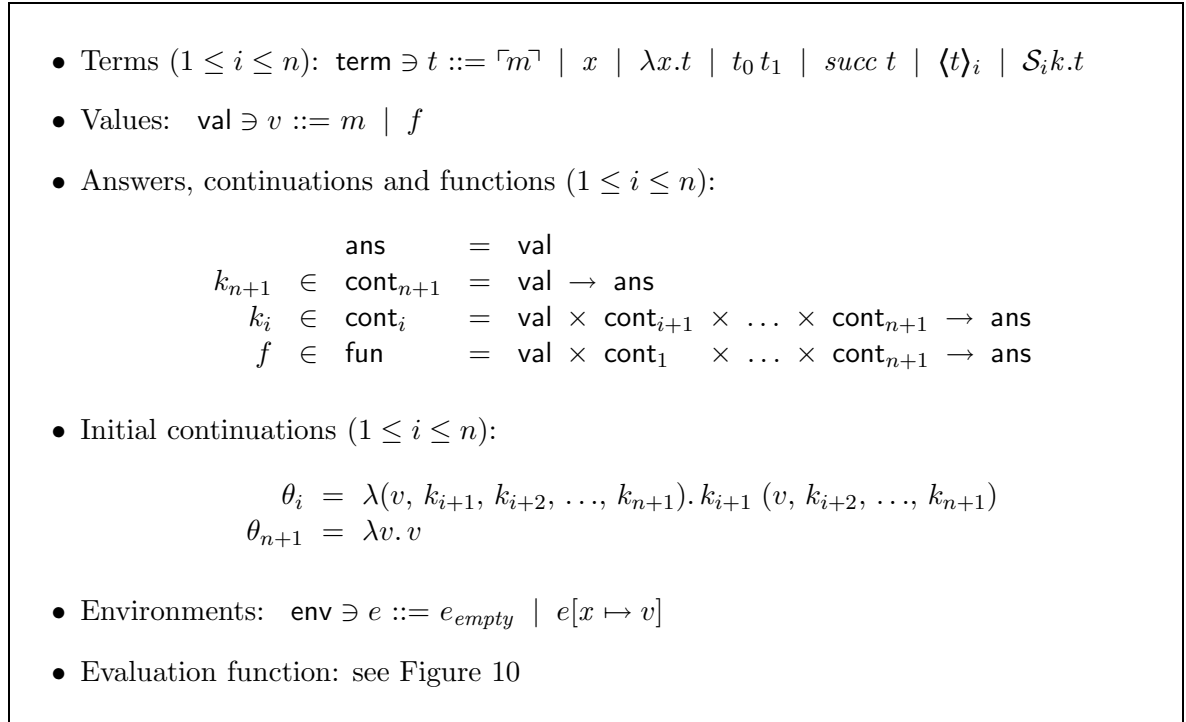 • Terms (1 ≤ i ≤ n): term ∋ t ::= ⌜m⌝ | x | λx.t | t₀ t₁ | succ t | ⟨t⟩ᵢ | 𝒮ᵢk.t
• Values: val ∋ v ::= m | f
• Answers, continuations and functions (1 ≤ i ≤ n):
ans = val
kₙ₊₁ ∈ contₙ₊₁ = val → ans
kᵢ ∈ contᵢ = val × contᵢ₊₁ × … × contₙ₊₁ → ans
f ∈ fun = val × cont₁ × … × contₙ₊₁ → ans
• Initial continuations (1 ≤ i ≤ n):
θᵢ = λ(v, kᵢ₊₁, kᵢ₊₂, …, kₙ₊₁). kᵢ₊₁ (v, kᵢ₊₂, …, kₙ₊₁)
θₙ₊₁ = λv. v
• Environments: env ∋ e ::= e_empty | e[x ↦ v]
• Evaluation function: see Figure 10